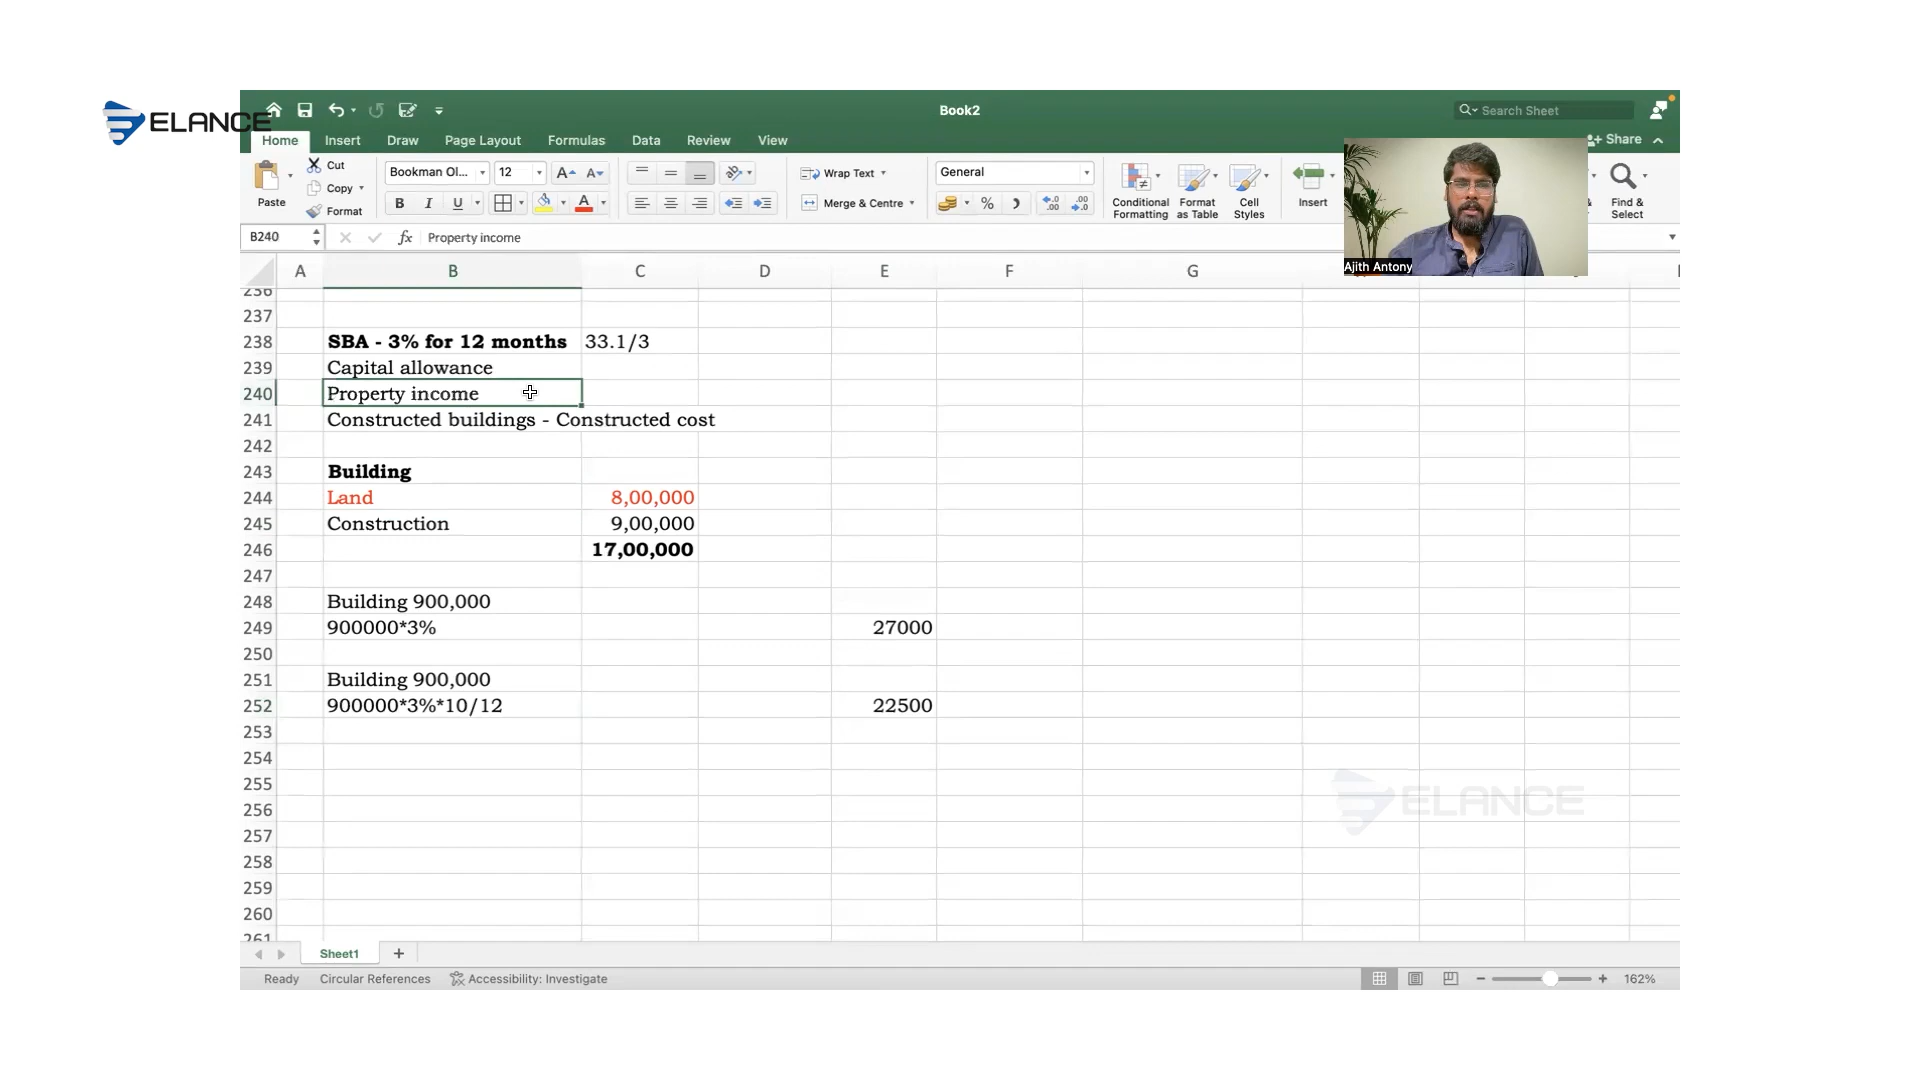 ELANCE
Book2
Search Sheet
Home
Insert
Draw
Page Layout
Formulas
Data
Review
View
Share
Paste
Cut
Copy
Format
Bookman Ol...
12
Wrap Text
Merge & Centre
General
Conditional
Formatting
Format
as Table
Cell
Styles
Insert
Find &
Select
Ajith Antony
B240
fx
Property income
A B C D E F G
236
237
238 SBA - 3% for 12 months 33.1/3
239 Capital allowance
240 Property income
241 Constructed buildings - Constructed cost
242
243 Building
244 Land 8,00,000
245 Construction 9,00,000
246 17,00,000
247
248 Building 900,000
249 900000*3% 27000
250
251 Building 900,000
252 900000*3%*10/12 22500
253
254
255
256
257
258
259
260
261
ELANCE
Sheet1
Ready
Circular References
Accessibility: Investigate
162%